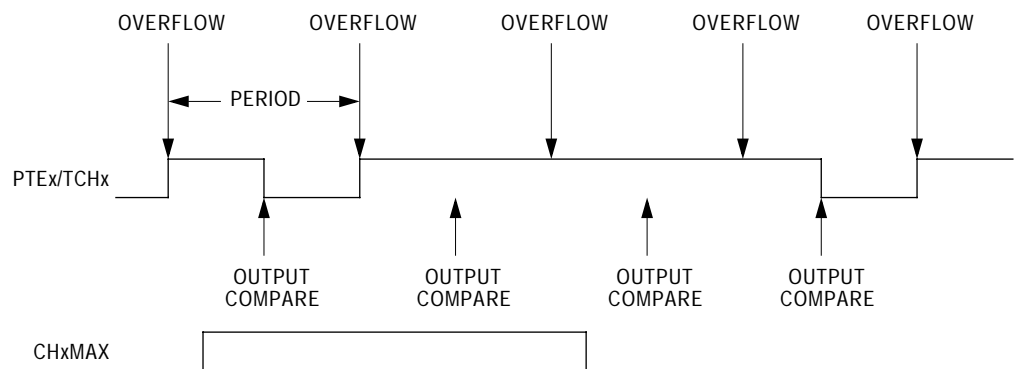 OVERFLOW OVERFLOW OVERFLOW OVERFLOW OVERFLOW
PERIOD
PTEx/TCHx
OUTPUT COMPARE
OUTPUT COMPARE
OUTPUT COMPARE
OUTPUT COMPARE
CHxMAX